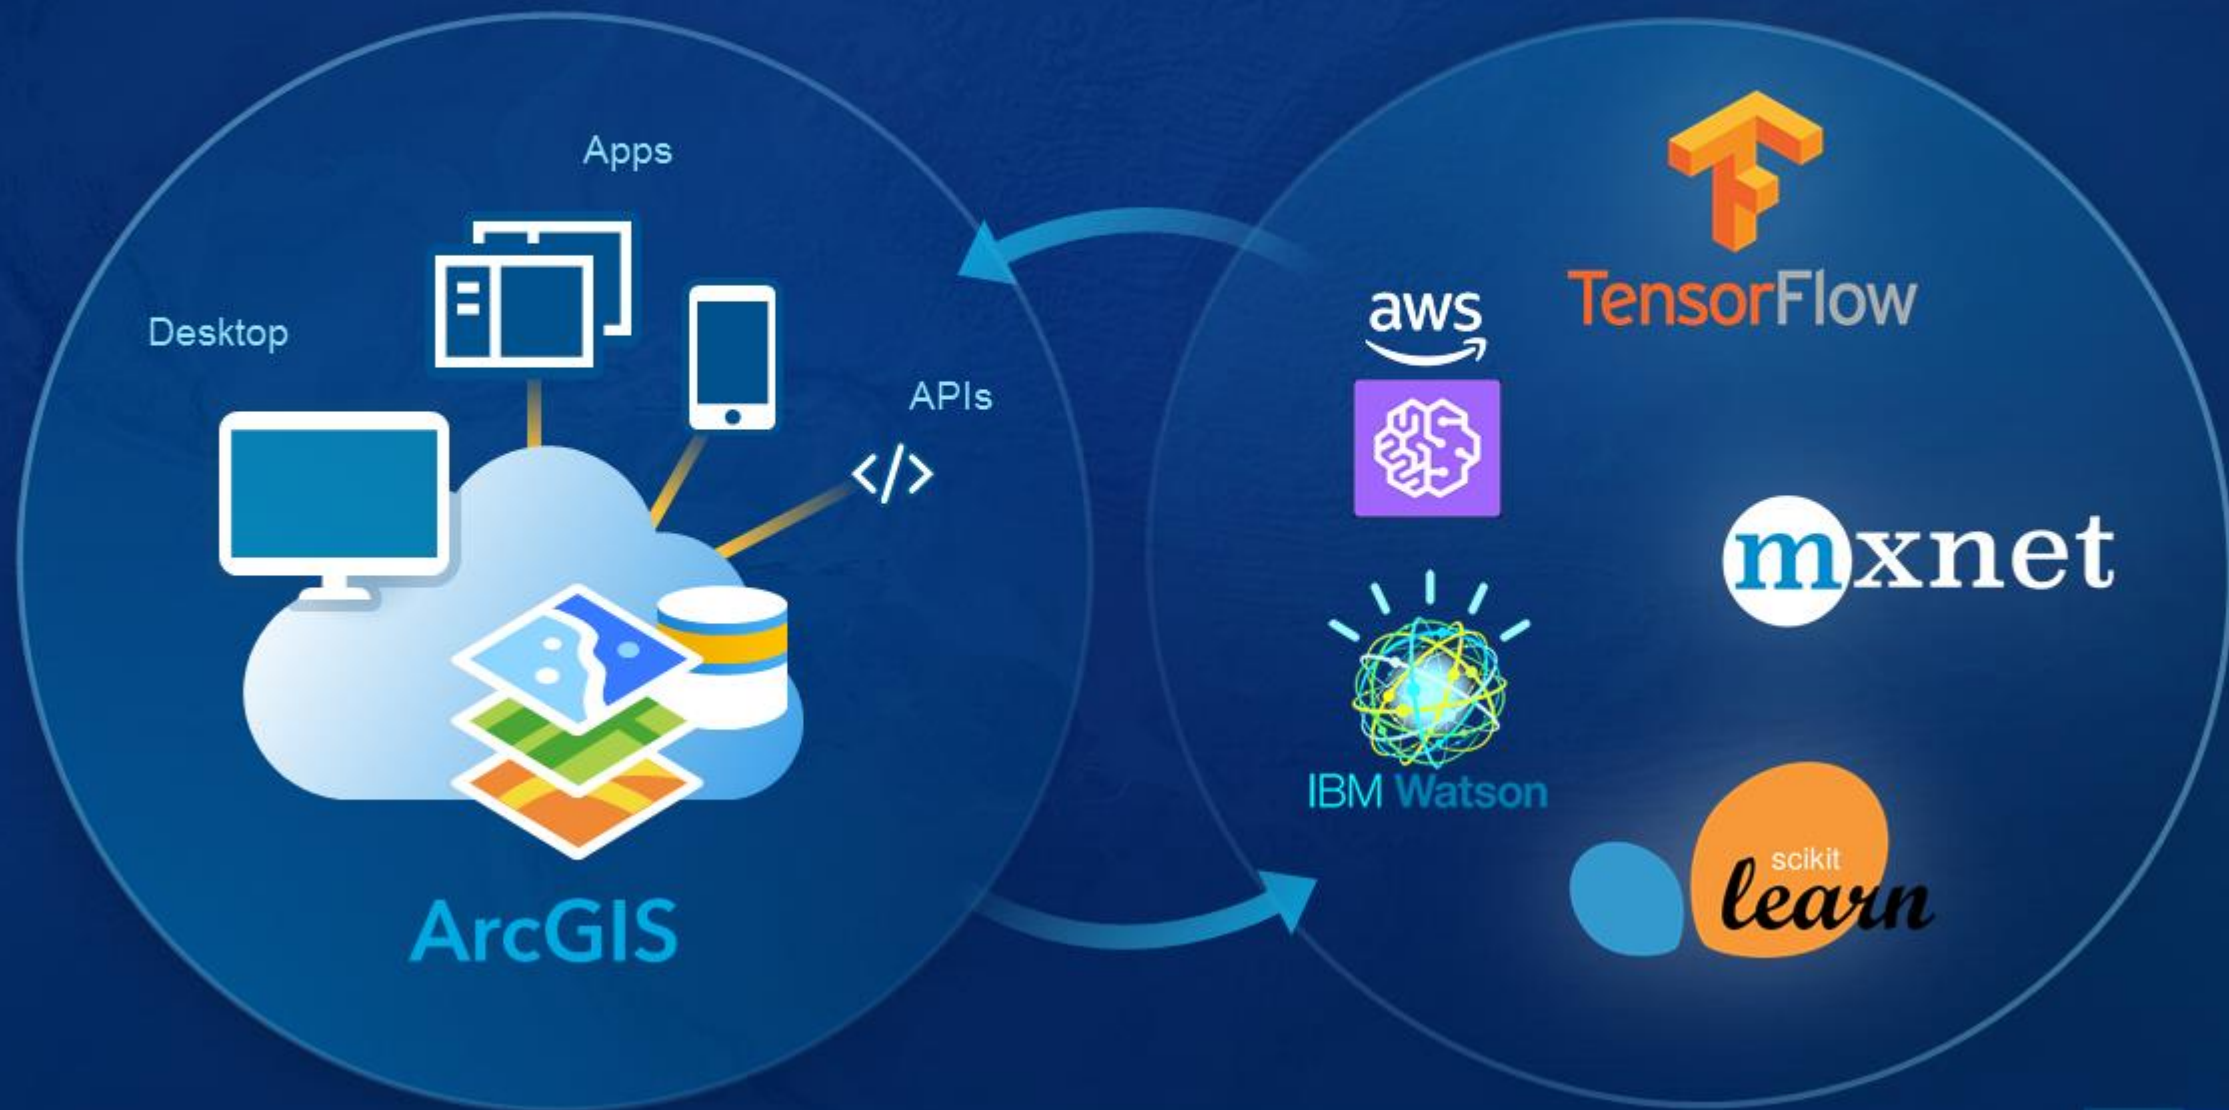 Apps
Desktop
APIs
</>
ArcGIS
aws
TensorFlow
mxnet
IBM Watson
scikit
learn